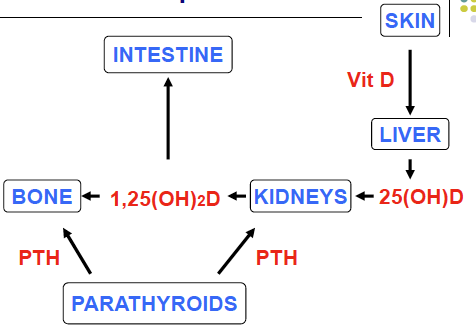 SKIN
INTESTINE
Vit D
LIVER
BONE
1,25(OH)2D
KIDNEYS
25(OH)D
PTH
PTH
PARATHYROIDS